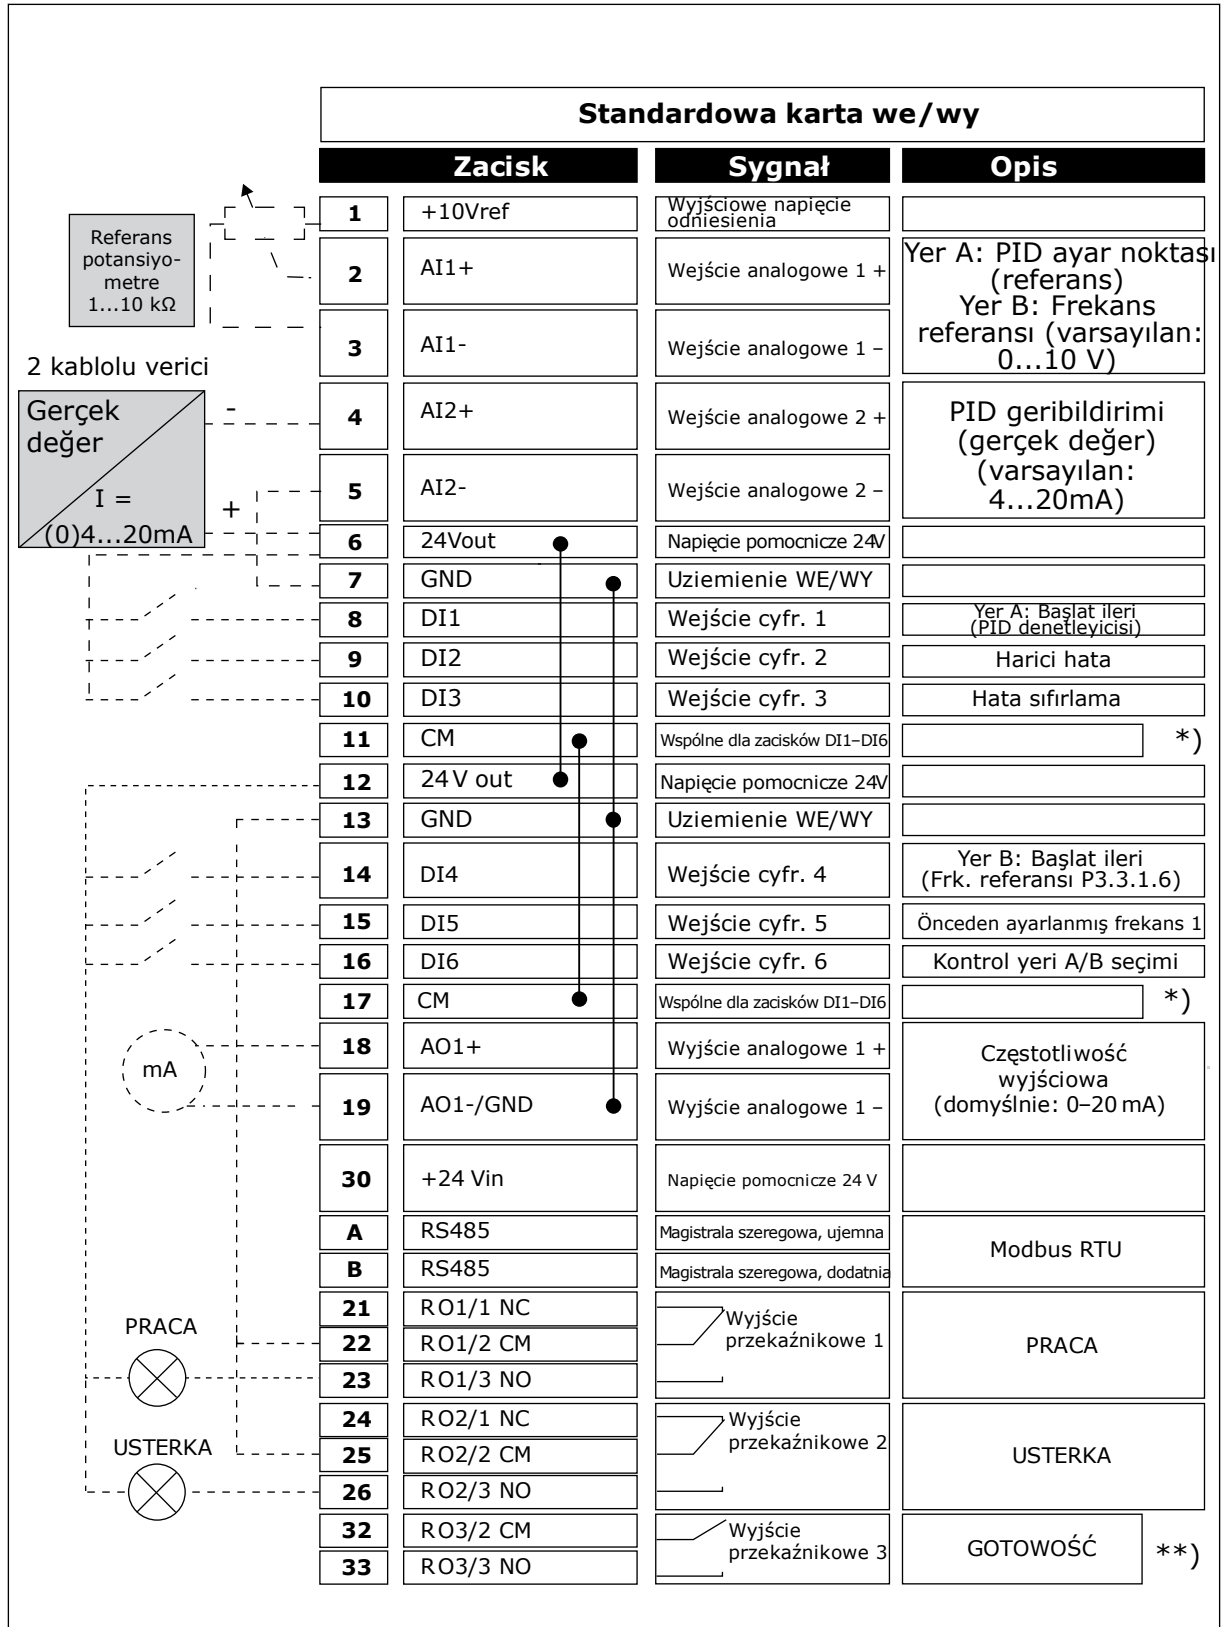 Standardowa karta we/wy
Zacisk Sygnał Opis
Referans
potansiyo-
metre
1...10 kΩ
1 +10Vref Wyjściowe napięcie
odniesienia
2 AI1+ Wejście analogowe 1 +
3 AI1- Wejście analogowe 1 –
Yer A: PID ayar noktası
(referans)
Yer B: Frekans
referansı (varsayılan:
0...10 V)
2 kablolu verici
Gerçek
değer
I =
(0)4...20mA
-
+
4 AI2+ Wejście analogowe 2 +
5 AI2- Wejście analogowe 2 –
PID geribildirimi
(gerçek değer)
(varsayılan:
4...20mA)
6 24Vout Napięcie pomocnicze 24V
7 GND Uziemienie WE/WY
8 DI1 Wejście cyfr. 1 Yer A: Başlat ileri
(PID denetleyicisi)
9 DI2 Wejście cyfr. 2 Harici hata
10 DI3 Wejście cyfr. 3 Hata sıfırlama
11 CM Wspólne dla zacisków DI1–DI6 *)
12 24 V out Napięcie pomocnicze 24V
13 GND Uziemienie WE/WY
14 DI4 Wejście cyfr. 4 Yer B: Başlat ileri
(Frk. referansı P3.3.1.6)
15 DI5 Wejście cyfr. 5 Önceden ayarlanmış frekans 1
16 DI6 Wejście cyfr. 6 Kontrol yeri A/B seçimi
17 CM Wspólne dla zacisków DI1–DI6 *)
mA
18 AO1+ Wyjście analogowe 1 +
19 AO1-/GND Wyjście analogowe 1 –
Częstotliwość
wyjściowa
(domyślnie: 0–20 mA)
30 +24 Vin Napięcie pomocnicze 24 V
A RS485 Magistrala szeregowa, ujemna
B RS485 Magistrala szeregowa, dodatnia
Modbus RTU
PRACA
21 RO1/1 NC
22 RO1/2 CM
23 RO1/3 NO
Wyjście
przekaźnikowe 1
PRACA
USTERKA
24 RO2/1 NC
25 RO2/2 CM
26 RO2/3 NO
Wyjście
przekaźnikowe 2
USTERKA
32 RO3/2 CM
33 RO3/3 NO
Wyjście
przekaźnikowe 3
GOTOWOŚĆ **)